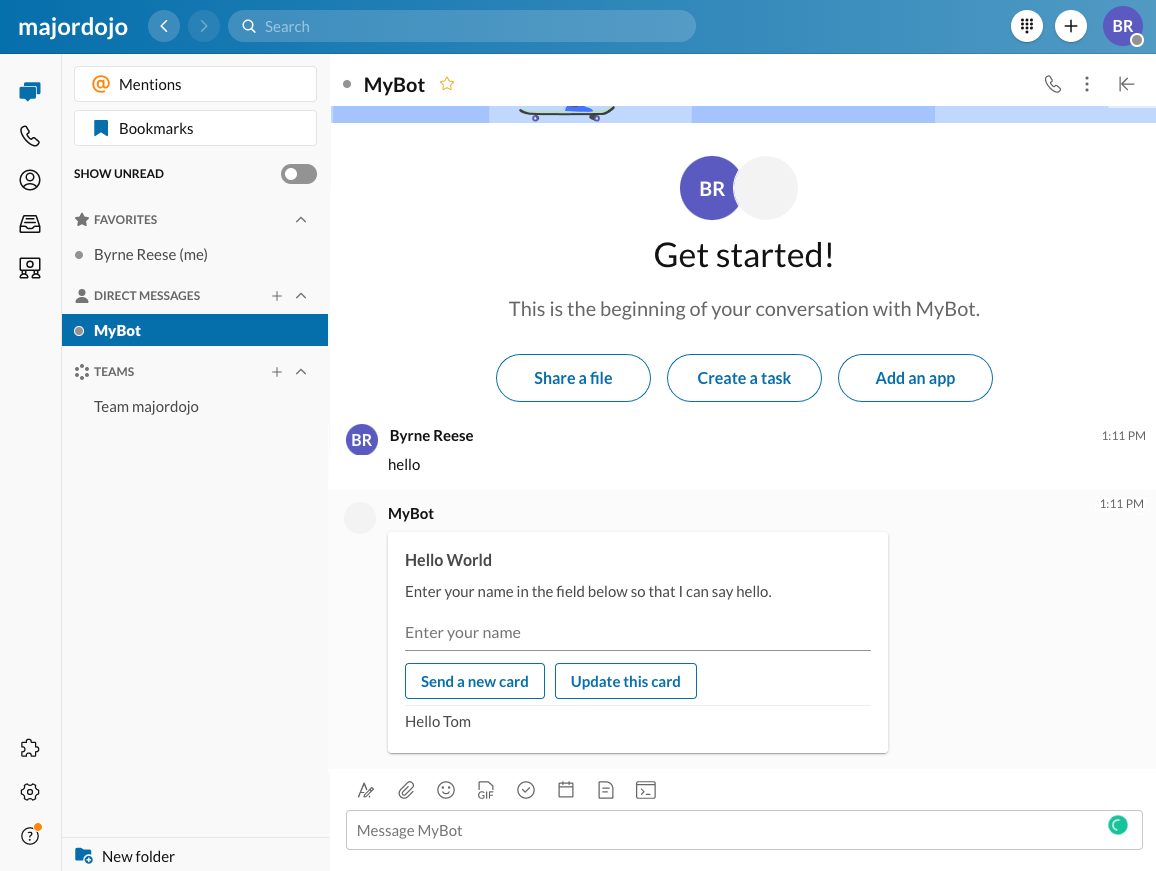 majordojo
Search
BR
Mentions
Bookmarks
SHOW UNREAD
FAVORITES
Byrne Reese (me)
DIRECT MESSAGES
MyBot
TEAMS
Team majordojo
New folder
MyBot
BR
Get started!
This is the beginning of your conversation with MyBot.
Share a file
Create a task
Add an app
BR
Byrne Reese
1:11 PM
hello
MyBot
1:11 PM
Hello World
Enter your name in the field below so that I can say hello.
Enter your name
Send a new card
Update this card
Hello Tom
GIF
Message MyBot